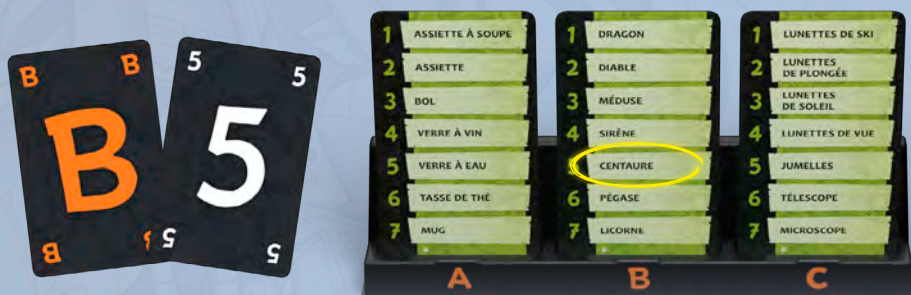 B B
B
B B
5 5
5
5 5
1 ASSIETTE À SOUPE
2 ASSIETTE
3 BOL
4 VERRE À VIN
5 VERRE À EAU
6 TASSE DE THÉ
7 MUG
A
1 DRAGON
2 DIABLE
3 MÉDUSE
4 SIRÈNE
5 CENTAURE
6 PÉGASE
7 LICORNE
B
1 LUNETTES DE SKI
2 LUNETTES
DE PLONGÉE
3 LUNETTES
DE SOLEIL
4 LUNETTES DE VUE
5 JUMELLES
6 TÉLESCOPE
7 MICROSCOPE
C